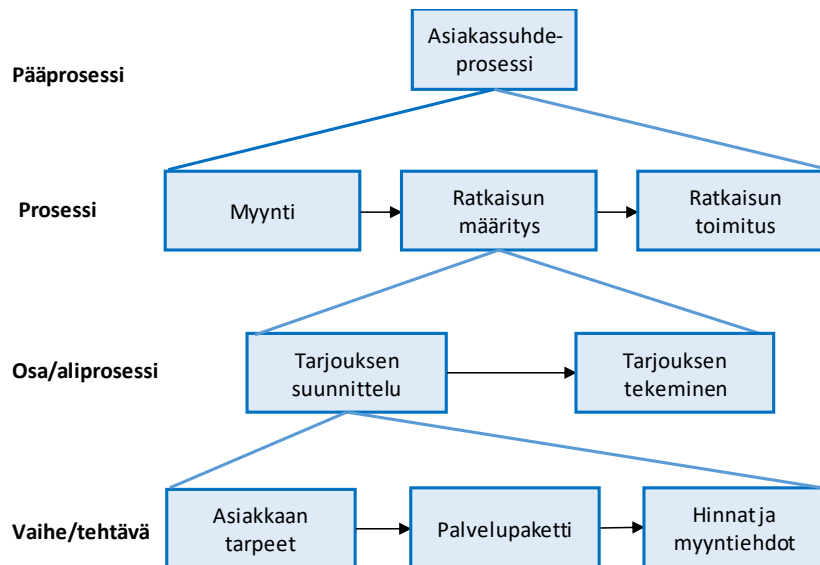 Asiakassuhde-
prosessi
Pääprosessi
Prosessi
Myynti
Ratkaisun
määritys
Ratkaisun
toimitus
Osa/aliprosessi
Tarjouksen
suunnittelu
Tarjouksen
tekeminen
Vaihe/tehtävä
Asiakkaan
tarpeet
Palvelupaketti
Hinnat ja
myyntiehdot